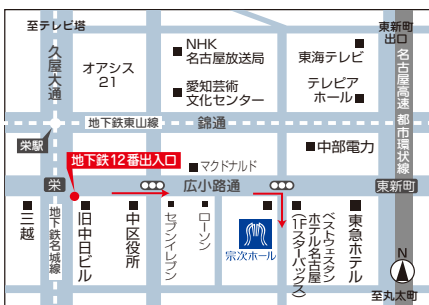 至テレビ塔
久屋大通
オアシス
21
NHK
名古屋放送局
愛知芸術
文化センター
東海テレビ
テレピア
ホール
東新町
出口
名古屋高速 都市環状線
地下鉄東山線
錦通
栄駅
地下鉄12番出入口
マクドナルド
中部電力
栄
広小路通
東新町
三越
地下鉄名城線
旧中日ビル
中区役所
セブンイレブン
ローソン
宗次ホール
ベストウェスタン
ホテル名古屋
(1Fスターバックス)
東急ホテル
N
至丸太町